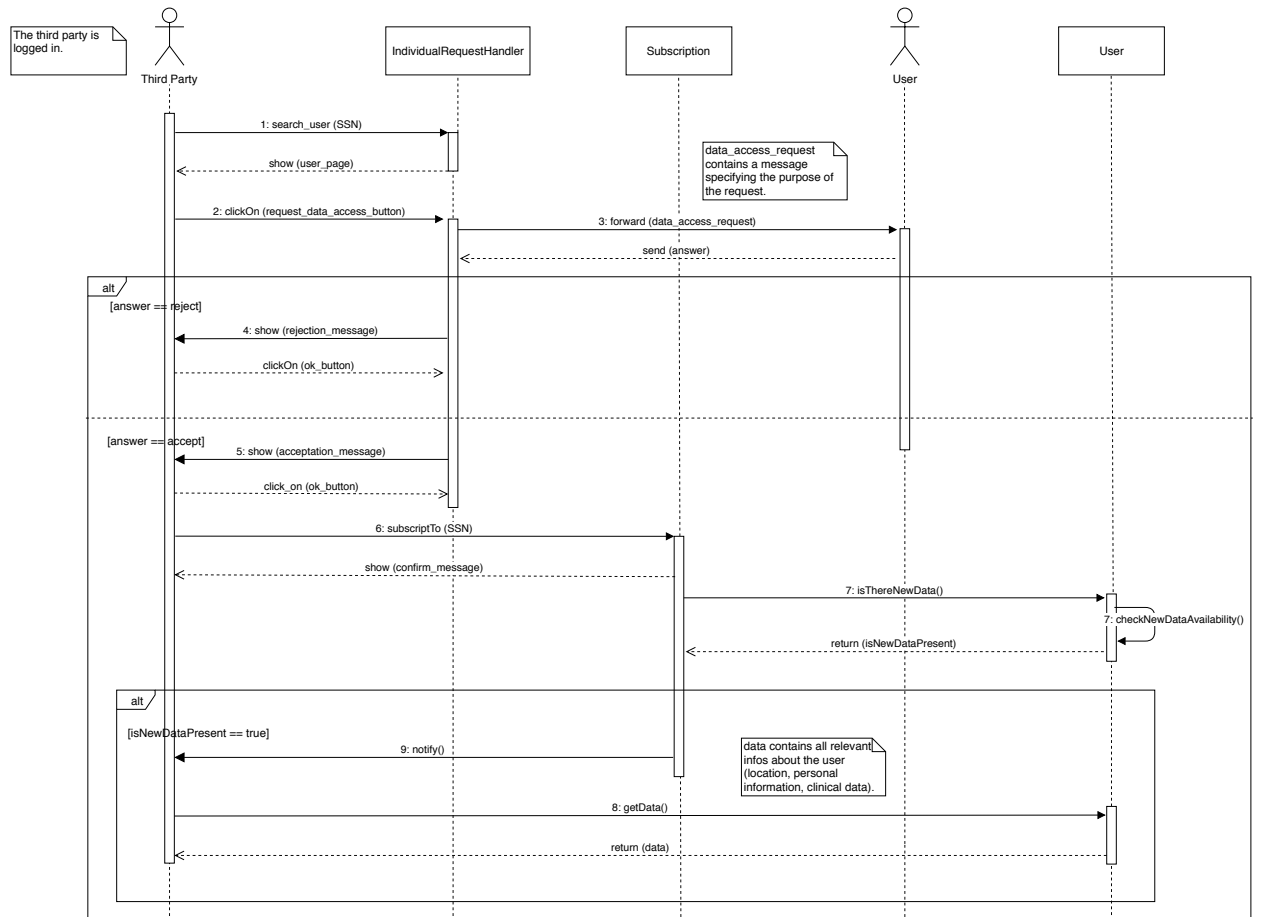 The third party is
logged in.
Third Party
IndividualRequestHandler
Subscription
User
User
1: search_user (SSN)
show (user_page)
data_access_request
contains a message
specifying the purpose of
the request.
2: clickOn (request_data_access_button)
3: forward (data_access_request)
send (answer)
alt
[answer == reject]
4: show (rejection_message)
clickOn (ok_button)
[answer == accept]
5: show (acceptation_message)
click_on (ok_button)
6: subscriptTo (SSN)
show (confirm_message)
7: isThereNewData()
7: checkNewDataAvailability()
return (isNewDataPresent)
alt
[isNewDataPresent == true]
9: notify()
data contains all relevant
infos about the user
(location, personal
information, clinical data).
8: getData()
return (data)